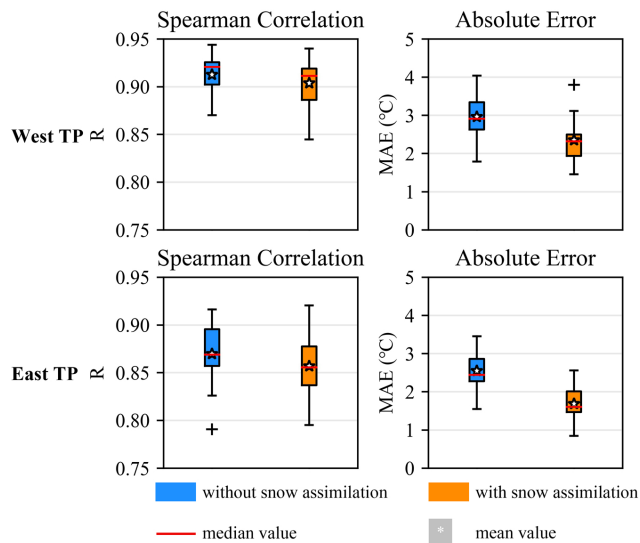 Spearman Correlation Absolute Error
0.95 5
0.90 4
West TP R 0.85 MAE (℃) 3
2
0.80 1
0.75 0
Spearman Correlation Absolute Error
0.95 5
0.90 4
East TP R 0.85 MAE (℃) 3
2
0.80 1
0.75 0
without snow assimilation with snow assimilation
median value * mean value